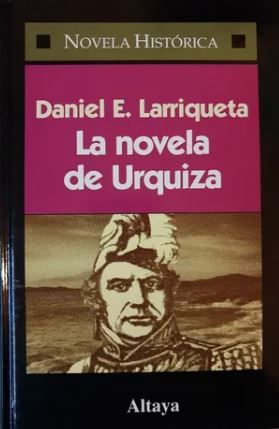 NOVELA HISTÓRICA
Daniel E. Larriqueta
La novela
de Urquiza
Altaya